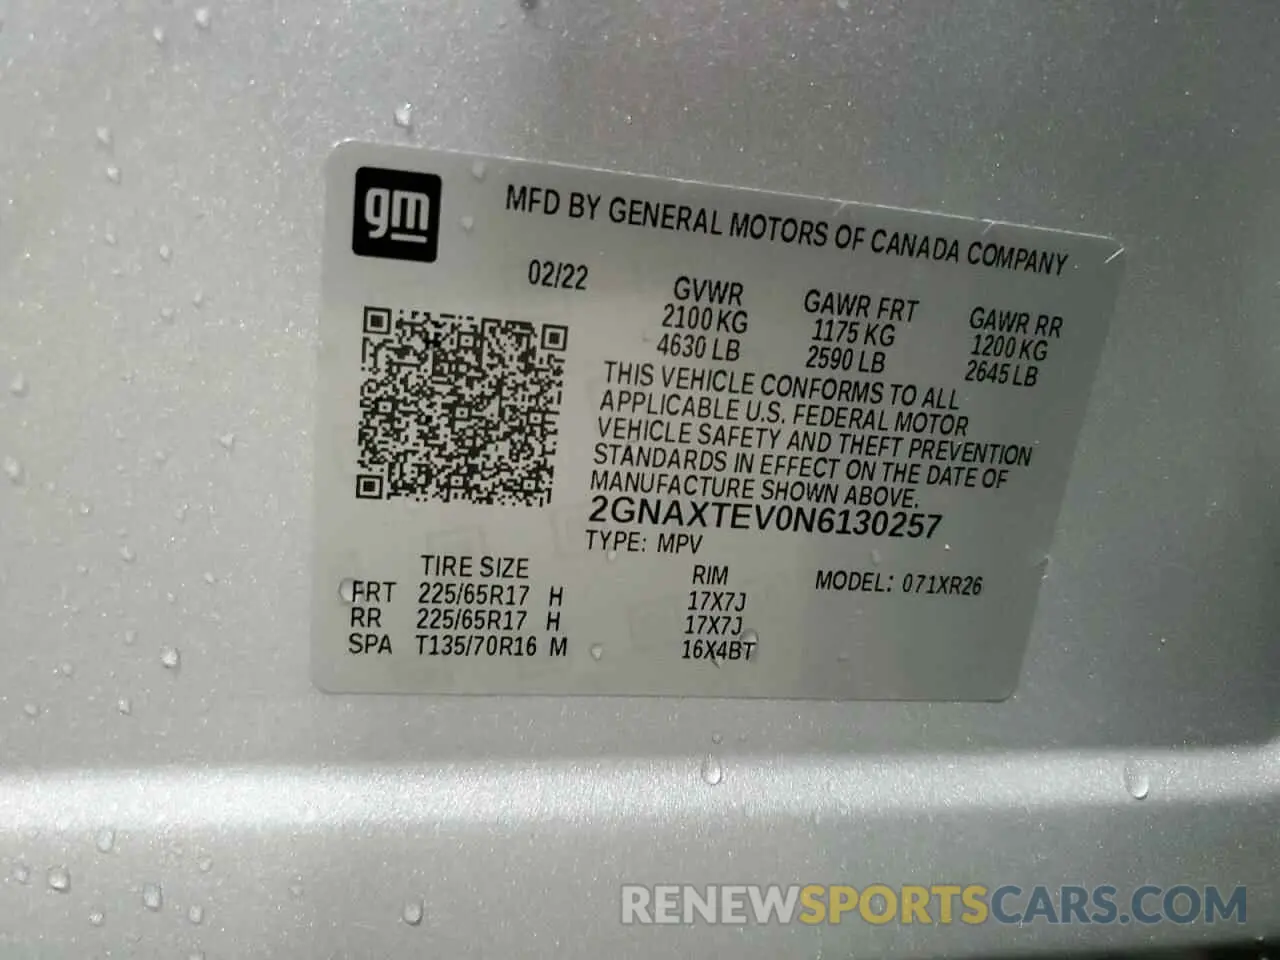 gm
MFD BY GENERAL MOTORS OF CANADA COMPANY
02/22
GVWR GAWR FRT GAWR RR
2100 KG 1175 KG 1200 KG
4630 LB 2590 LB 2645 LB
THIS VEHICLE CONFORMS TO ALL
APPLICABLE U.S. FEDERAL MOTOR
VEHICLE SAFETY AND THEFT PREVENTION
STANDARDS IN EFFECT ON THE DATE OF
MANUFACTURE SHOWN ABOVE.
2GNAXTEV0N6130257
TYPE: MPV
TIRE SIZE RIM MODEL: 071XR26
FRT 225/65R17 H 17X7J
RR 225/65R17 H 17X7J
SPA T135/70R16 M 16X4BT
RENEWSPORTSCARS.COM